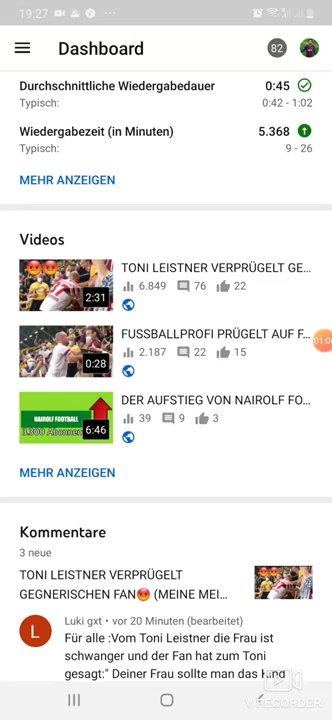 19:27
Dashboard
82
Durchschnittliche Wiedergabedauer 0:45
Typisch: 0:42 - 1:02
Wiedergabezeit (in Minuten) 5.368
Typisch: 9 - 26
MEHR ANZEIGEN
Videos
TONI LEISTNER VERPRÜGELT GE...
2:31
6.849 76 22
FUSSBALLPROFI PRÜGELT AUF F...
0:28
2.187 22 15
01:0
DER AUFSTIEG VON NAIROLF FO...
NAIROLF FOOTBALL
6:46
39 9 3
MEHR ANZEIGEN
Kommentare
3 neue
TONI LEISTNER VERPRÜGELT
GEGNERISCHEN FAN😡 (MEINE MEI...
L
Luki gxt • vor 20 Minuten (bearbeitet)
Für alle :Vom Toni Leistner die Frau ist
schwanger und der Fan hat zum Toni
gesagt:" Deiner Frau sollte man das Kind
V RECORDER